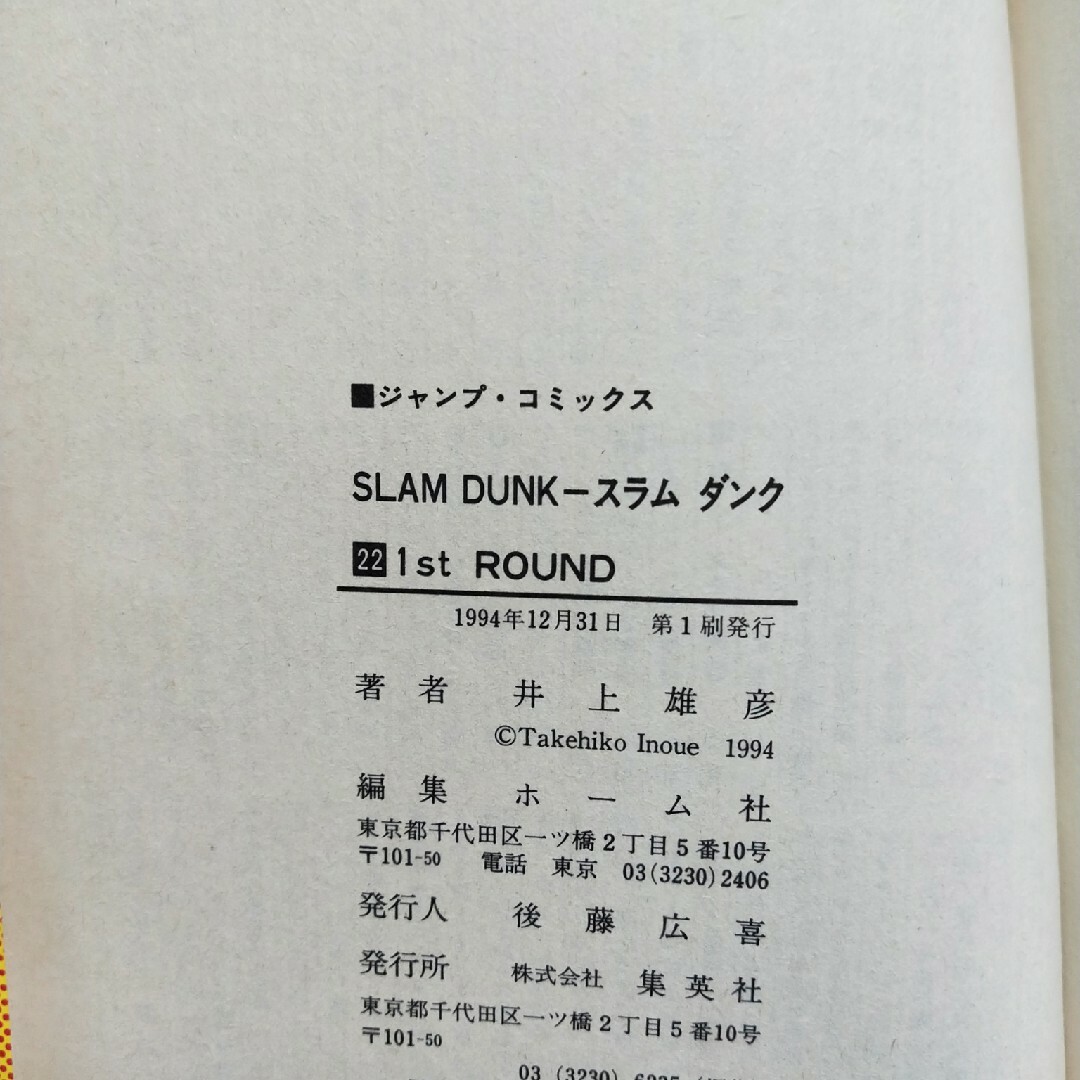 ■ジャンプ・コミックス
SLAM DUNK－スラム ダンク
22 1st ROUND
1994年12月31日 第1刷発行
著者 井上雄彦
©Takehiko Inoue 1994
編集 ホーム社
東京都千代田区一ツ橋2丁目5番10号
〒101-50 電話 東京 03(3230)2406
発行人 後藤広喜
発行所 株式会社 集英社
東京都千代田区一ツ橋2丁目5番10号
〒101-50
03 (3230)